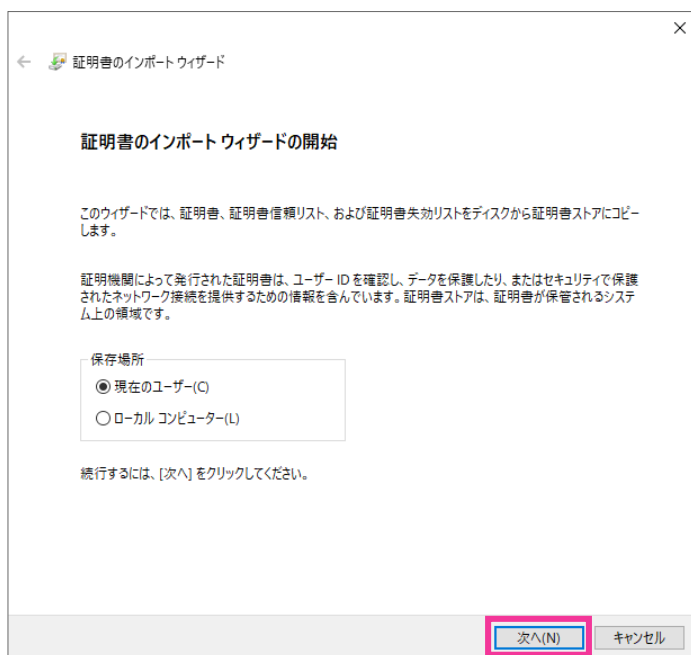 証明書のインポート ウィザード
証明書のインポート ウィザードの開始
このウィザードでは、証明書、証明書信頼リスト、および証明書失効リストをディスクから証明書ストアにコピー
します。
証明機関によって発行された証明書は、ユーザー ID を確認し、データを保護したり、またはセキュリティで保護
されたネットワーク接続を提供するための情報を含んでいます。証明書ストアは、証明書が保管されるシステ
ム上の領域です。
保存場所
現在のユーザー(C)
ローカル コンピューター(L)
続行するには、[次へ] をクリックしてください。
次へ(N)
キャンセル